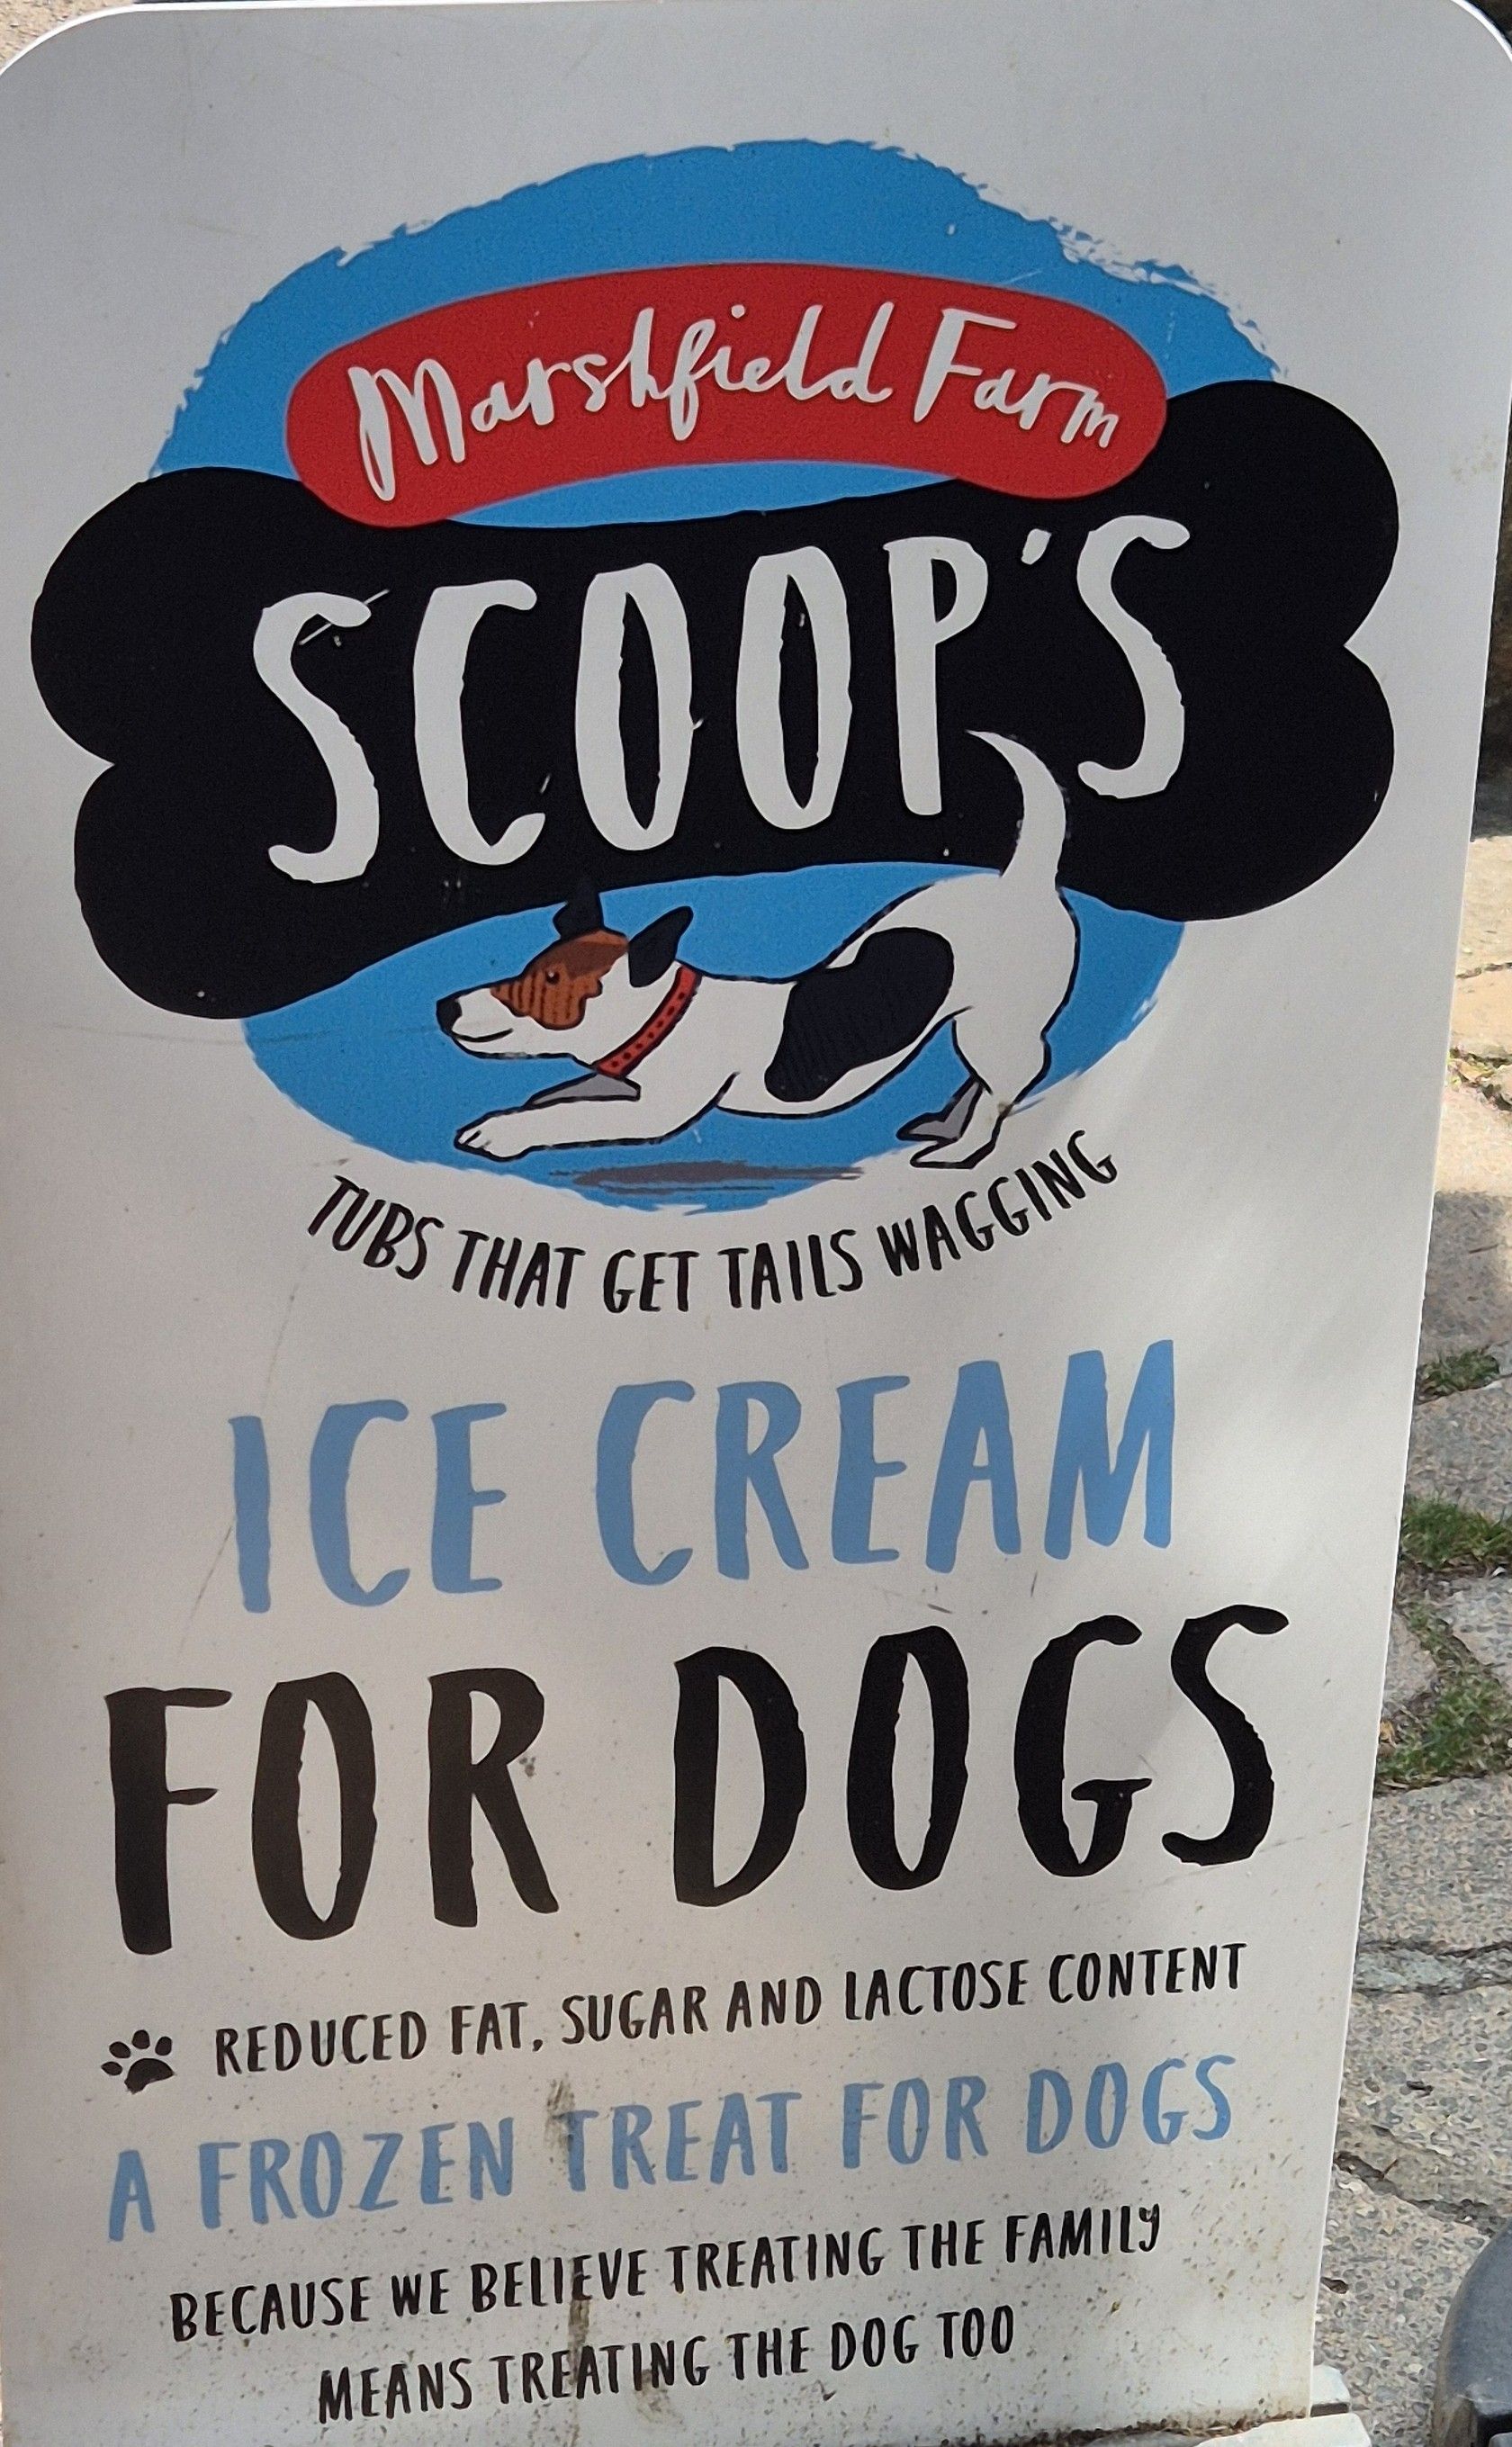 Marshfield Farm
SCOOP'S
TUBS THAT GET TAILS WAGGING
ICE CREAM
FOR DOGS
REDUCED FAT, SUGAR AND LACTOSE CONTENT
A FROZEN TREAT FOR DOGS
BECAUSE WE BELIEVE TREATING THE FAMILY
MEANS TREATING THE DOG TOO